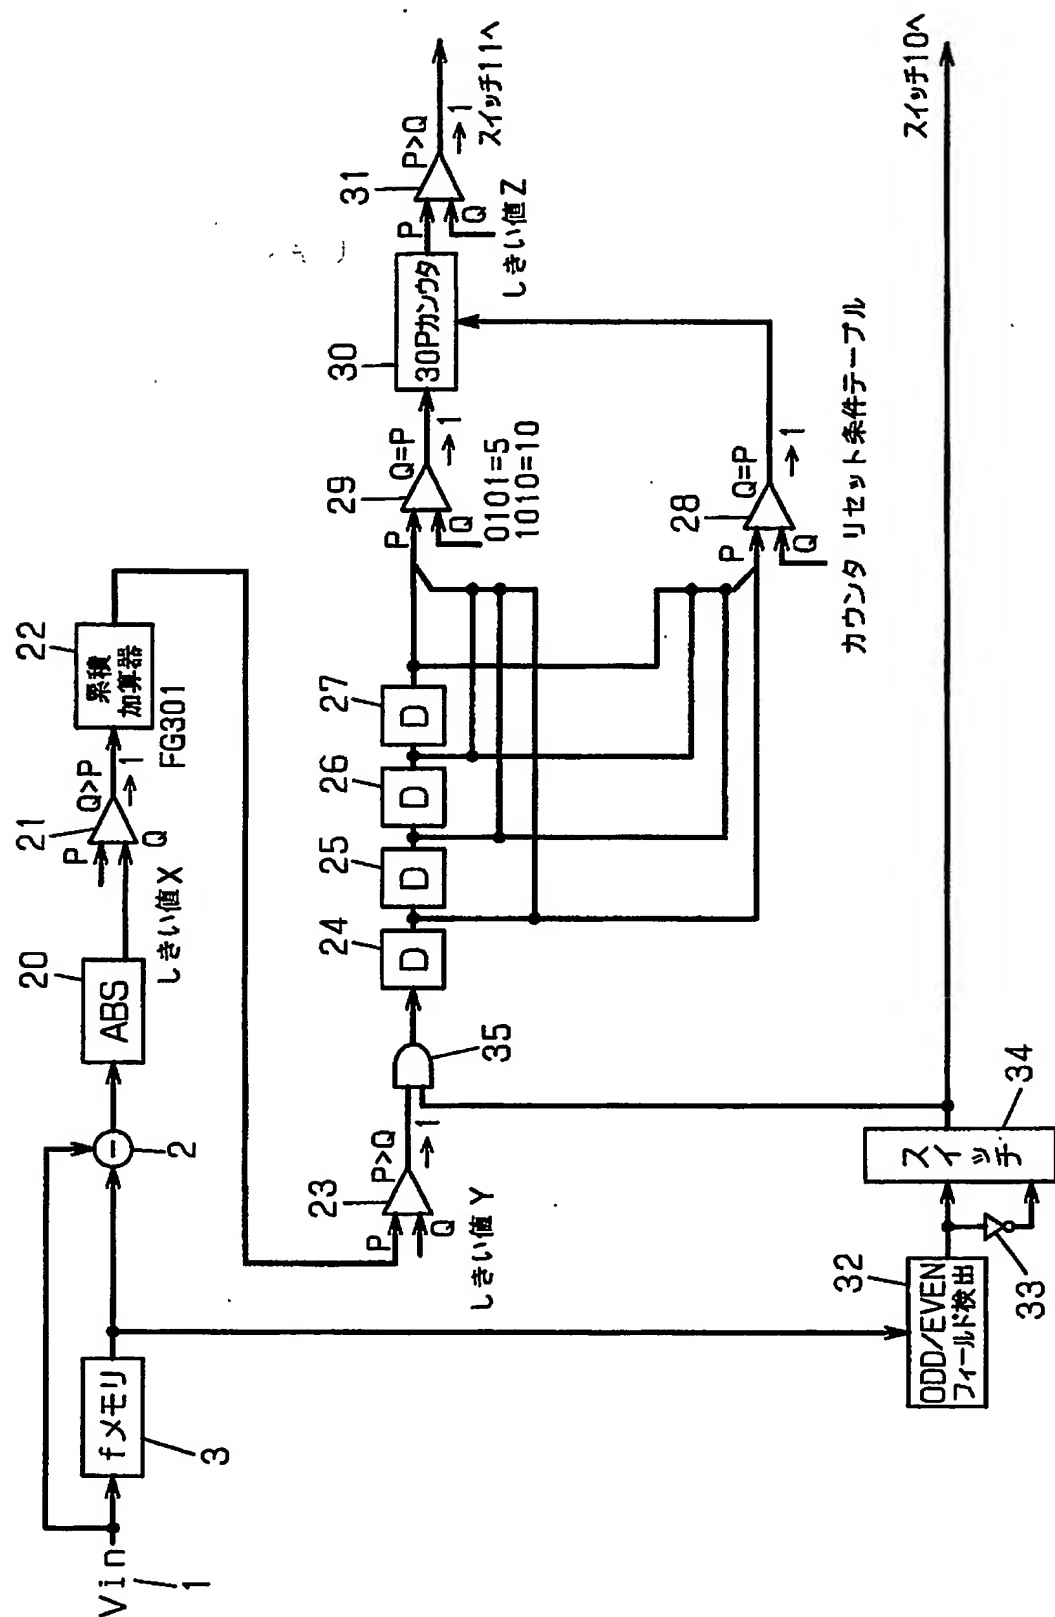 Vin
1
fメモリ
3
−
2
ABS
20
しきい値X
P
Q
21
Q>P
→1
累積
加算器
22
FG301
P
Q
23
P>Q
→1
しきい値Y
35
D
24
D
25
D
26
D
27
P
Q
29
Q=P
→1
0101=5
1010=10
30Pカンウタ
30
P
Q
31
P>Q
→1
しきい値Z
スイッチ11へ
P
Q
28
Q=P
→1
カウンタ リセット条件テーブル
ODD/EVEN
フィールド検出
32
33
スイ
ッチ
34
スイッチ10へ